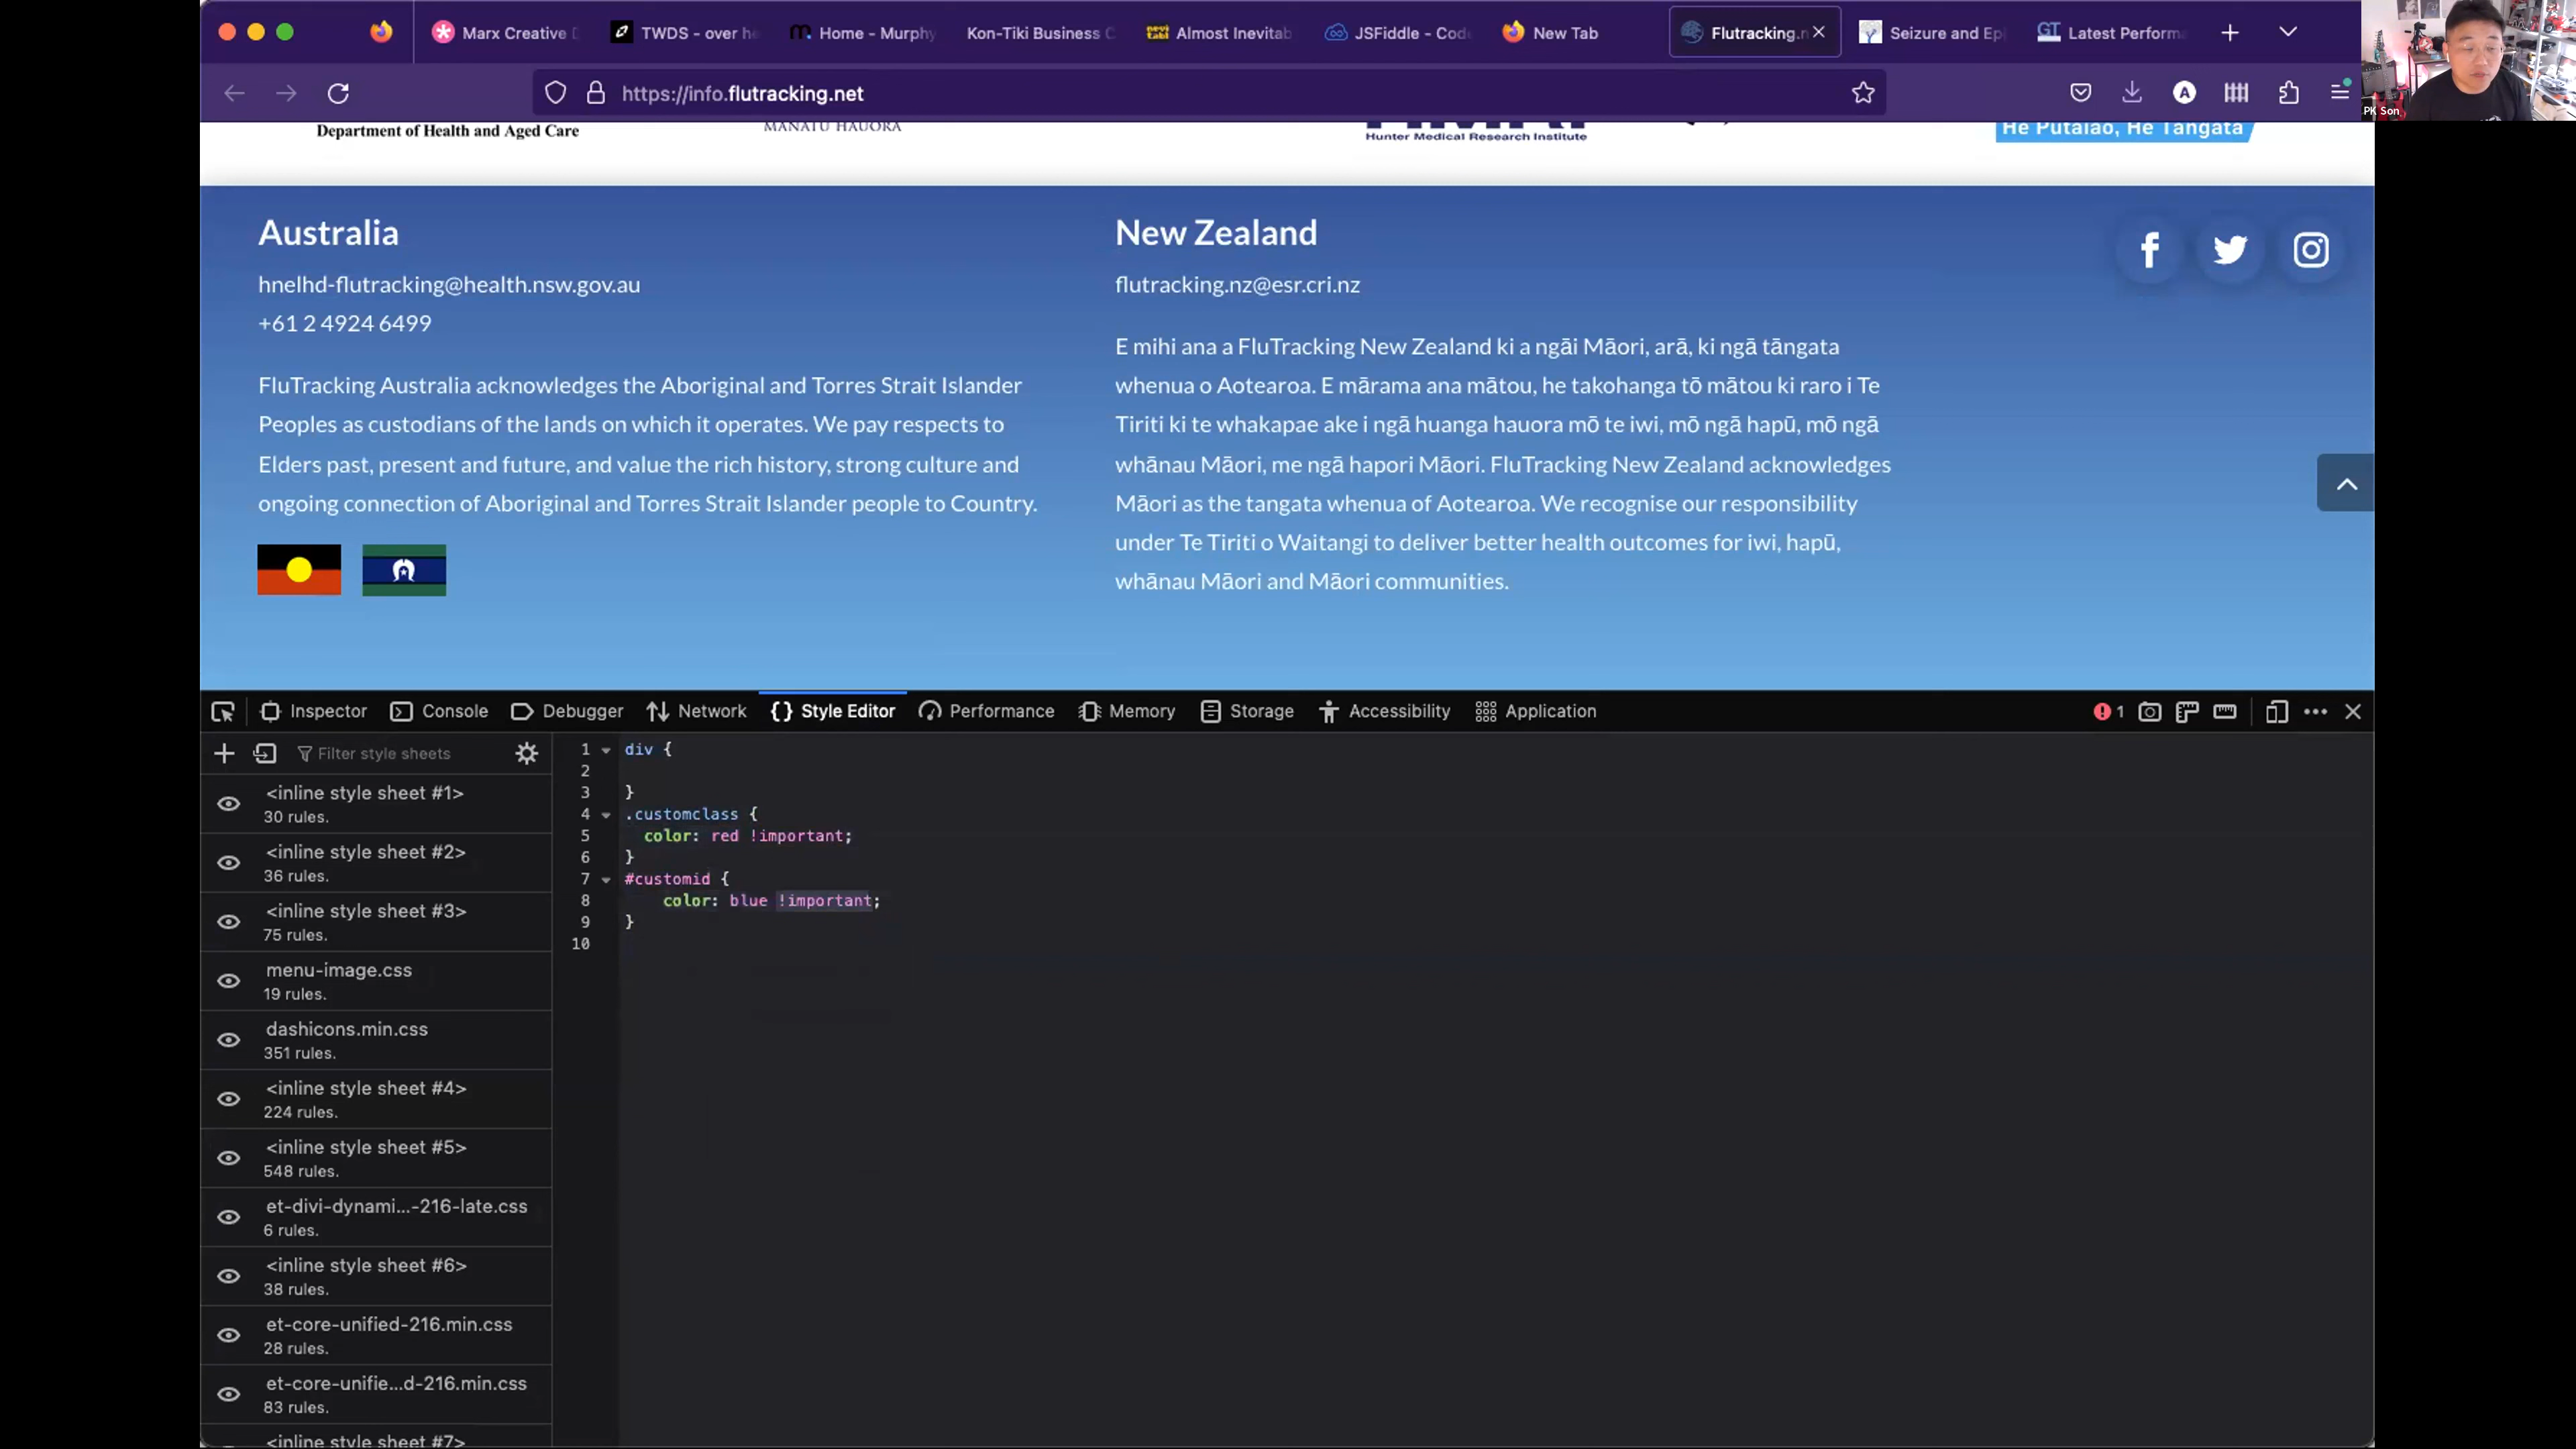 Marx Creative
TWDS - over he
Home - Murphy
Kon-Tiki Business C
Almost Inevitab
JSFiddle - Cod
New Tab
Flutracking.n
Seizure and Epi
GT
Latest Perform
https://info.flutracking.net
A
PK Son
Department of Health and Aged Care
MANATŪ HAUORA
Hunter Medical Research Institute
He Pūtaiao, He Tāngata
Australia
hnelhd-flutracking@health.nsw.gov.au
+61 2 4924 6499
FluTracking Australia acknowledges the Aboriginal and Torres Strait Islander
Peoples as custodians of the lands on which it operates. We pay respects to
Elders past, present and future, and value the rich history, strong culture and
ongoing connection of Aboriginal and Torres Strait Islander people to Country.
New Zealand
flutracking.nz@esr.cri.nz
E mihi ana a FluTracking New Zealand ki a ngāi Māori, arā, ki ngā tāngata
whenua o Aotearoa. E mārama ana mātou, he takohanga tō mātou ki raro i Te
Tiriti ki te whakapae ake i ngā huanga hauora mō te iwi, mō ngā hapū, mō ngā
whānau Māori, me ngā hapori Māori. FluTracking New Zealand acknowledges
Māori as the tangata whenua of Aotearoa. We recognise our responsibility
under Te Tiriti o Waitangi to deliver better health outcomes for iwi, hapū,
whānau Māori and Māori communities.
Inspector
Console
Debugger
Network
{} Style Editor
Performance
Memory
Storage
Accessibility
Application
1
Filter style sheets
<inline style sheet #1>
30 rules.
<inline style sheet #2>
36 rules.
<inline style sheet #3>
75 rules.
menu-image.css
19 rules.
dashicons.min.css
351 rules.
<inline style sheet #4>
224 rules.
<inline style sheet #5>
548 rules.
et-divi-dynami...-216-late.css
6 rules.
<inline style sheet #6>
38 rules.
et-core-unified-216.min.css
28 rules.
et-core-unifie...d-216.min.css
83 rules.
<inline style sheet #7>
1 div {
2
3 }
4 .customclass {
5 color: red !important;
6 }
7 #customid {
8 color: blue !important;
9 }
10